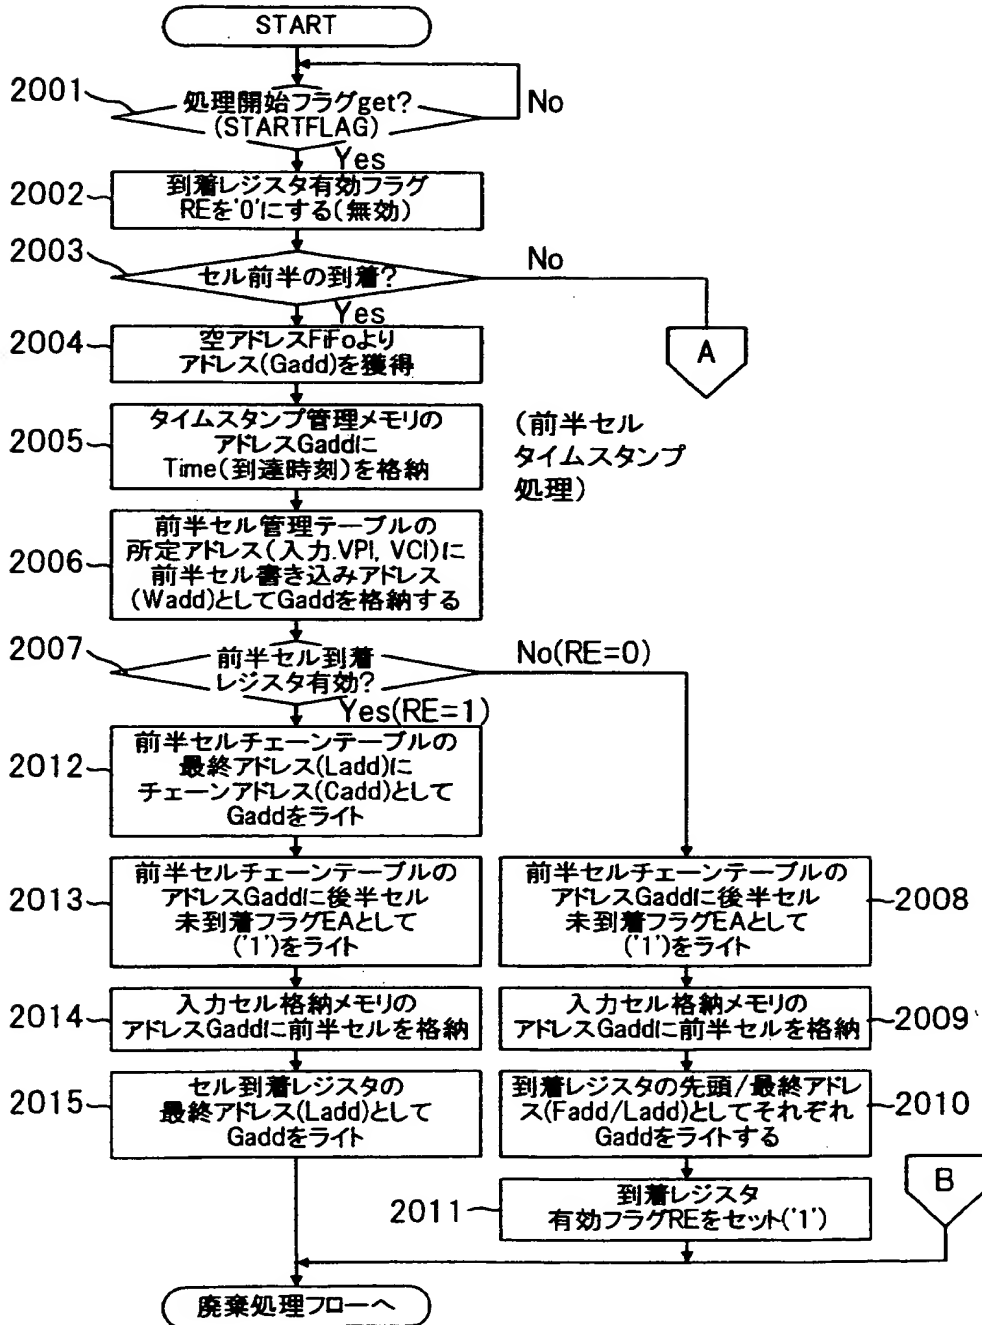 START
2001
処理開始フラグget?
(STARTFLAG)
No
Yes
2002
到着レジスタ有効フラグ
REを'0'にする(無効)
2003
セル前半の到着?
No
Yes
A
2004
空アドレスFiFoより
アドレス(Gadd)を獲得
2005
タイムスタンプ管理メモリの
アドレスGaddに
Time(到達時刻)を格納
(前半セル
タイムスタンプ
処理)
2006
前半セル管理テーブルの
所定アドレス(入力.VPI, VCI)に
前半セル書き込みアドレス
(Wadd)としてGaddを格納する
2007
前半セル到着
レジスタ有効?
No(RE=0)
Yes(RE=1)
2012
前半セルチェーンテーブルの
最終アドレス(Ladd)に
チェーンアドレス(Cadd)として
Gaddをライト
2013
前半セルチェーンテーブルの
アドレスGaddに後半セル
未到着フラグEAとして
('1')をライト
前半セルチェーンテーブルの
アドレスGaddに後半セル
未到着フラグEAとして
('1')をライト
2008
2014
入力セル格納メモリの
アドレスGaddに前半セルを格納
入力セル格納メモリの
アドレスGaddに前半セルを格納
2009
2015
セル到着レジスタの
最終アドレス(Ladd)として
Gaddをライト
到着レジスタの先頭/最終アドレ
ス(Fadd/Ladd)としてそれぞれ
Gaddをライトする
2010
B
2011
到着レジスタ
有効フラグREをセット('1')
廃棄処理フローへ